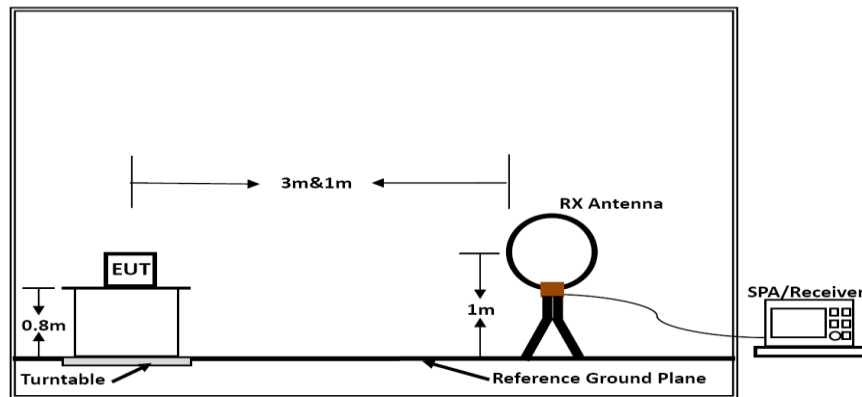 3m&1m
RX Antenna
EUT
SPA/Receiver
0.8m
1m
Turntable
Reference Ground Plane